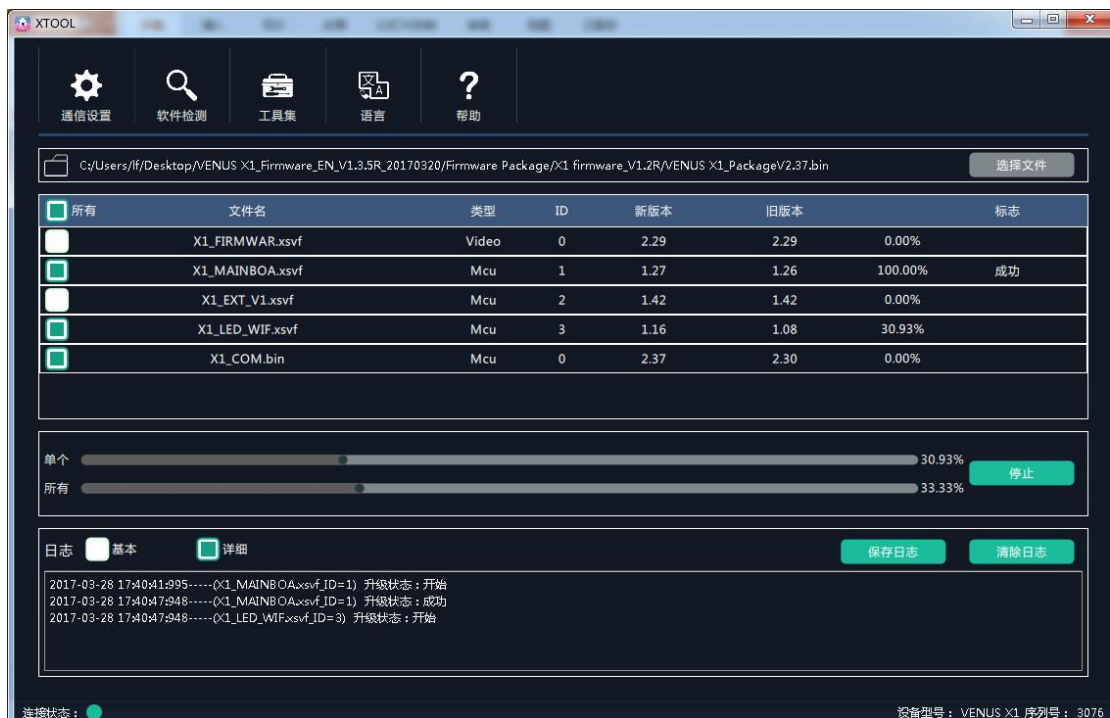 XTOOL
通信设置 软件检测 工具集 语言 帮助
C:/Users/lf/Desktop/VENUS X1_Firmware_EN_V1.3.5R_20170320/Firmware Package/X1 firmware_V1.2R/VENUS X1_PackageV2.37.bin 选择文件
所有 文件名 类型 ID 新版本 旧版本 标志
X1_FIRMWAR.xsvf Video 0 2.29 2.29 0.00%
X1_MAINBOA.xsvf Mcu 1 1.27 1.26 100.00% 成功
X1_EXT_V1.xsvf Mcu 2 1.42 1.42 0.00%
X1_LED_WIF.xsvf Mcu 3 1.16 1.08 30.93%
X1_COM.bin Mcu 0 2.37 2.30 0.00%
单个 30.93%
停止
所有 33.33%
日志 基本 详细 保存日志 清除日志
2017-03-28 17:40:41:995-----(X1_MAINBOA.xsvf_ID=1) 升级状态：开始
2017-03-28 17:40:47:948-----(X1_MAINBOA.xsvf_ID=1) 升级状态：成功
2017-03-28 17:40:47:948-----(X1_LED_WIF.xsvf_ID=3) 升级状态：开始
连接状态： 设备型号： VENUS X1 序列号： 3076